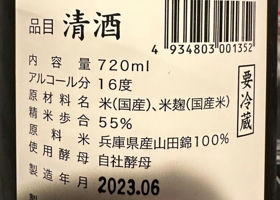 品目 清酒
4934803001352
内容量 720ml
アルコール分 16度
原材料名 米(国産)、米麹(国産米)
精米歩合 55%
原料米 兵庫県産山田錦100%
使用酵母 自社酵母
製造年月 2023.06
要冷蔵